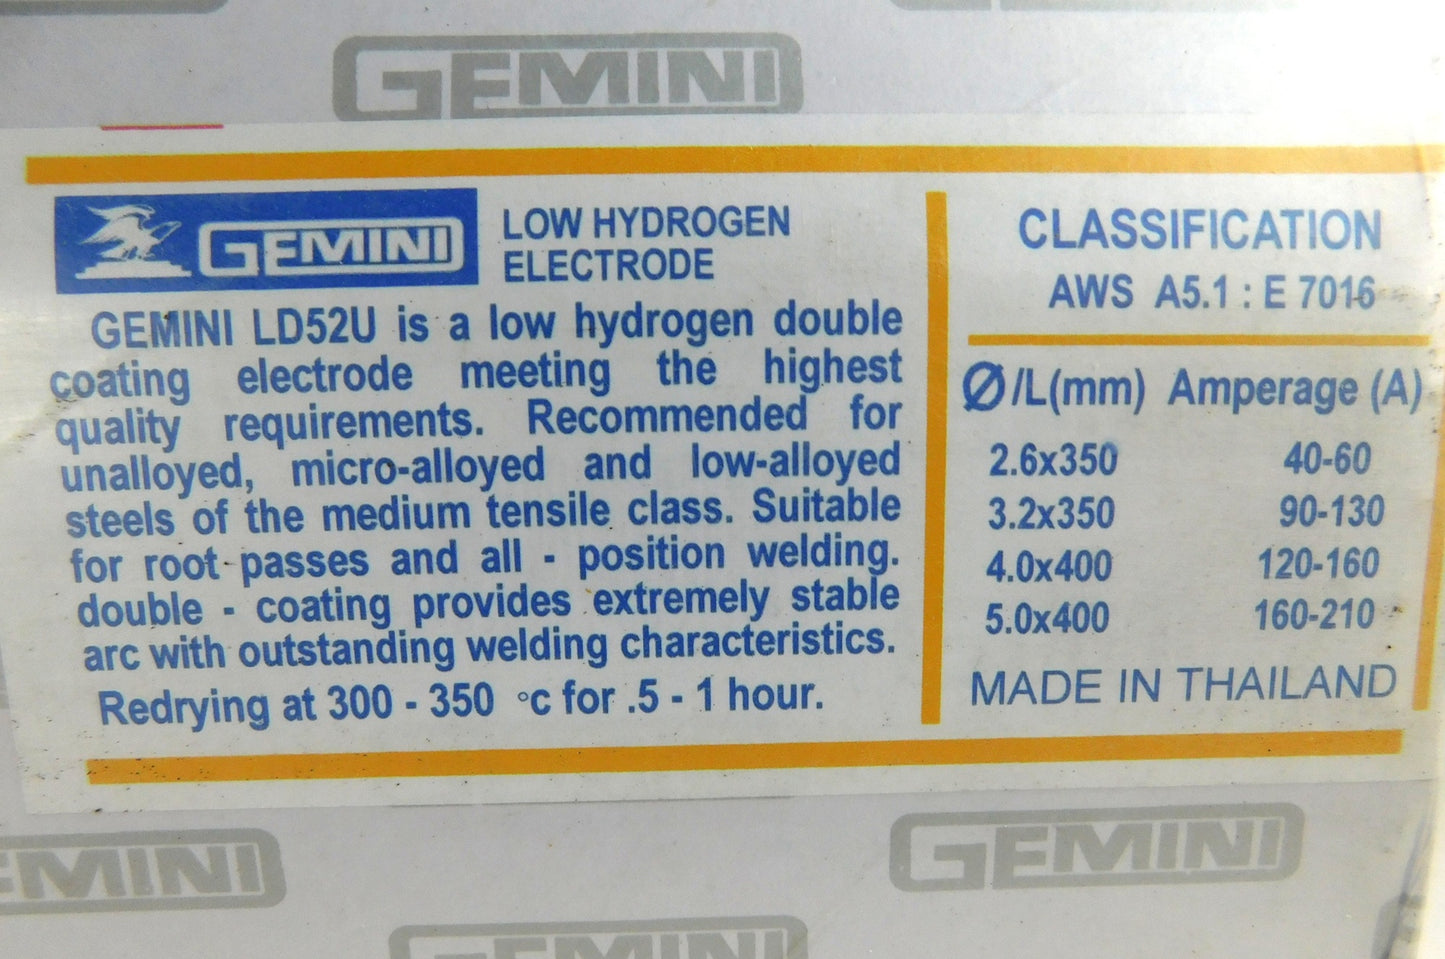 GEMINI
GEMINI
LOW HYDROGEN
ELECTRODE
GEMINI LD52U is a low hydrogen double
coating electrode meeting the highest
quality requirements. Recommended for
unalloyed, micro-alloyed and low-alloyed
steels of the medium tensile class. Suitable
for root passes and all - position welding.
double - coating provides extremely stable
arc with outstanding welding characteristics.
Redrying at 300 - 350 °c for .5 - 1 hour.
CLASSIFICATION
AWS A5.1 : E 7016
Ø/L(mm) Amperage (A)
2.6x350 40-60
3.2x350 90-130
4.0x400 120-160
5.0x400 160-210
MADE IN THAILAND
GEMINI
GEMINI
GEMINI